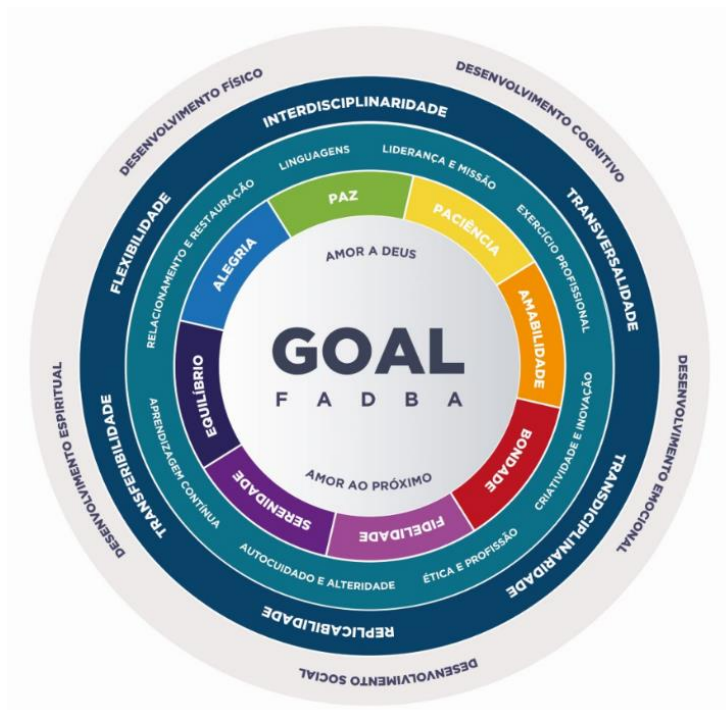 DESENVOLVIMENTO FÍSICO
DESENVOLVIMENTO COGNITIVO
DESENVOLVIMENTO EMOCIONAL
DESENVOLVIMENTO SOCIAL
DESENVOLVIMENTO ESPIRITUAL
INTERDISCIPLINARIDADE
TRANSVERSALIDADE
TRANSDICIPLINARIDADE
REPLICABILIDADE
TRANSFERIBILIDADE
FLEXIBILIDADE
LINGUAGENS
LIDERANÇA E MISSÃO
EXERCÍCIO PROFISSIONAL
CRIATIVIDADE E INOVAÇÃO
ÉTICA E PROFISSÃO
AUTOCUIDADO E ALTERIDADE
APRENDIZAGEM CONTÍNUA
RELACIONAMENTO E RESTAURAÇÃO
PAZ
PACIÊNCIA
AMABILIDADE
BONDADE
FIDELIDADE
SERENIDADE
EQUILÍBRIO
ALEGRIA
AMOR A DEUS
GOAL
FADBA
AMOR AO PRÓXIMO